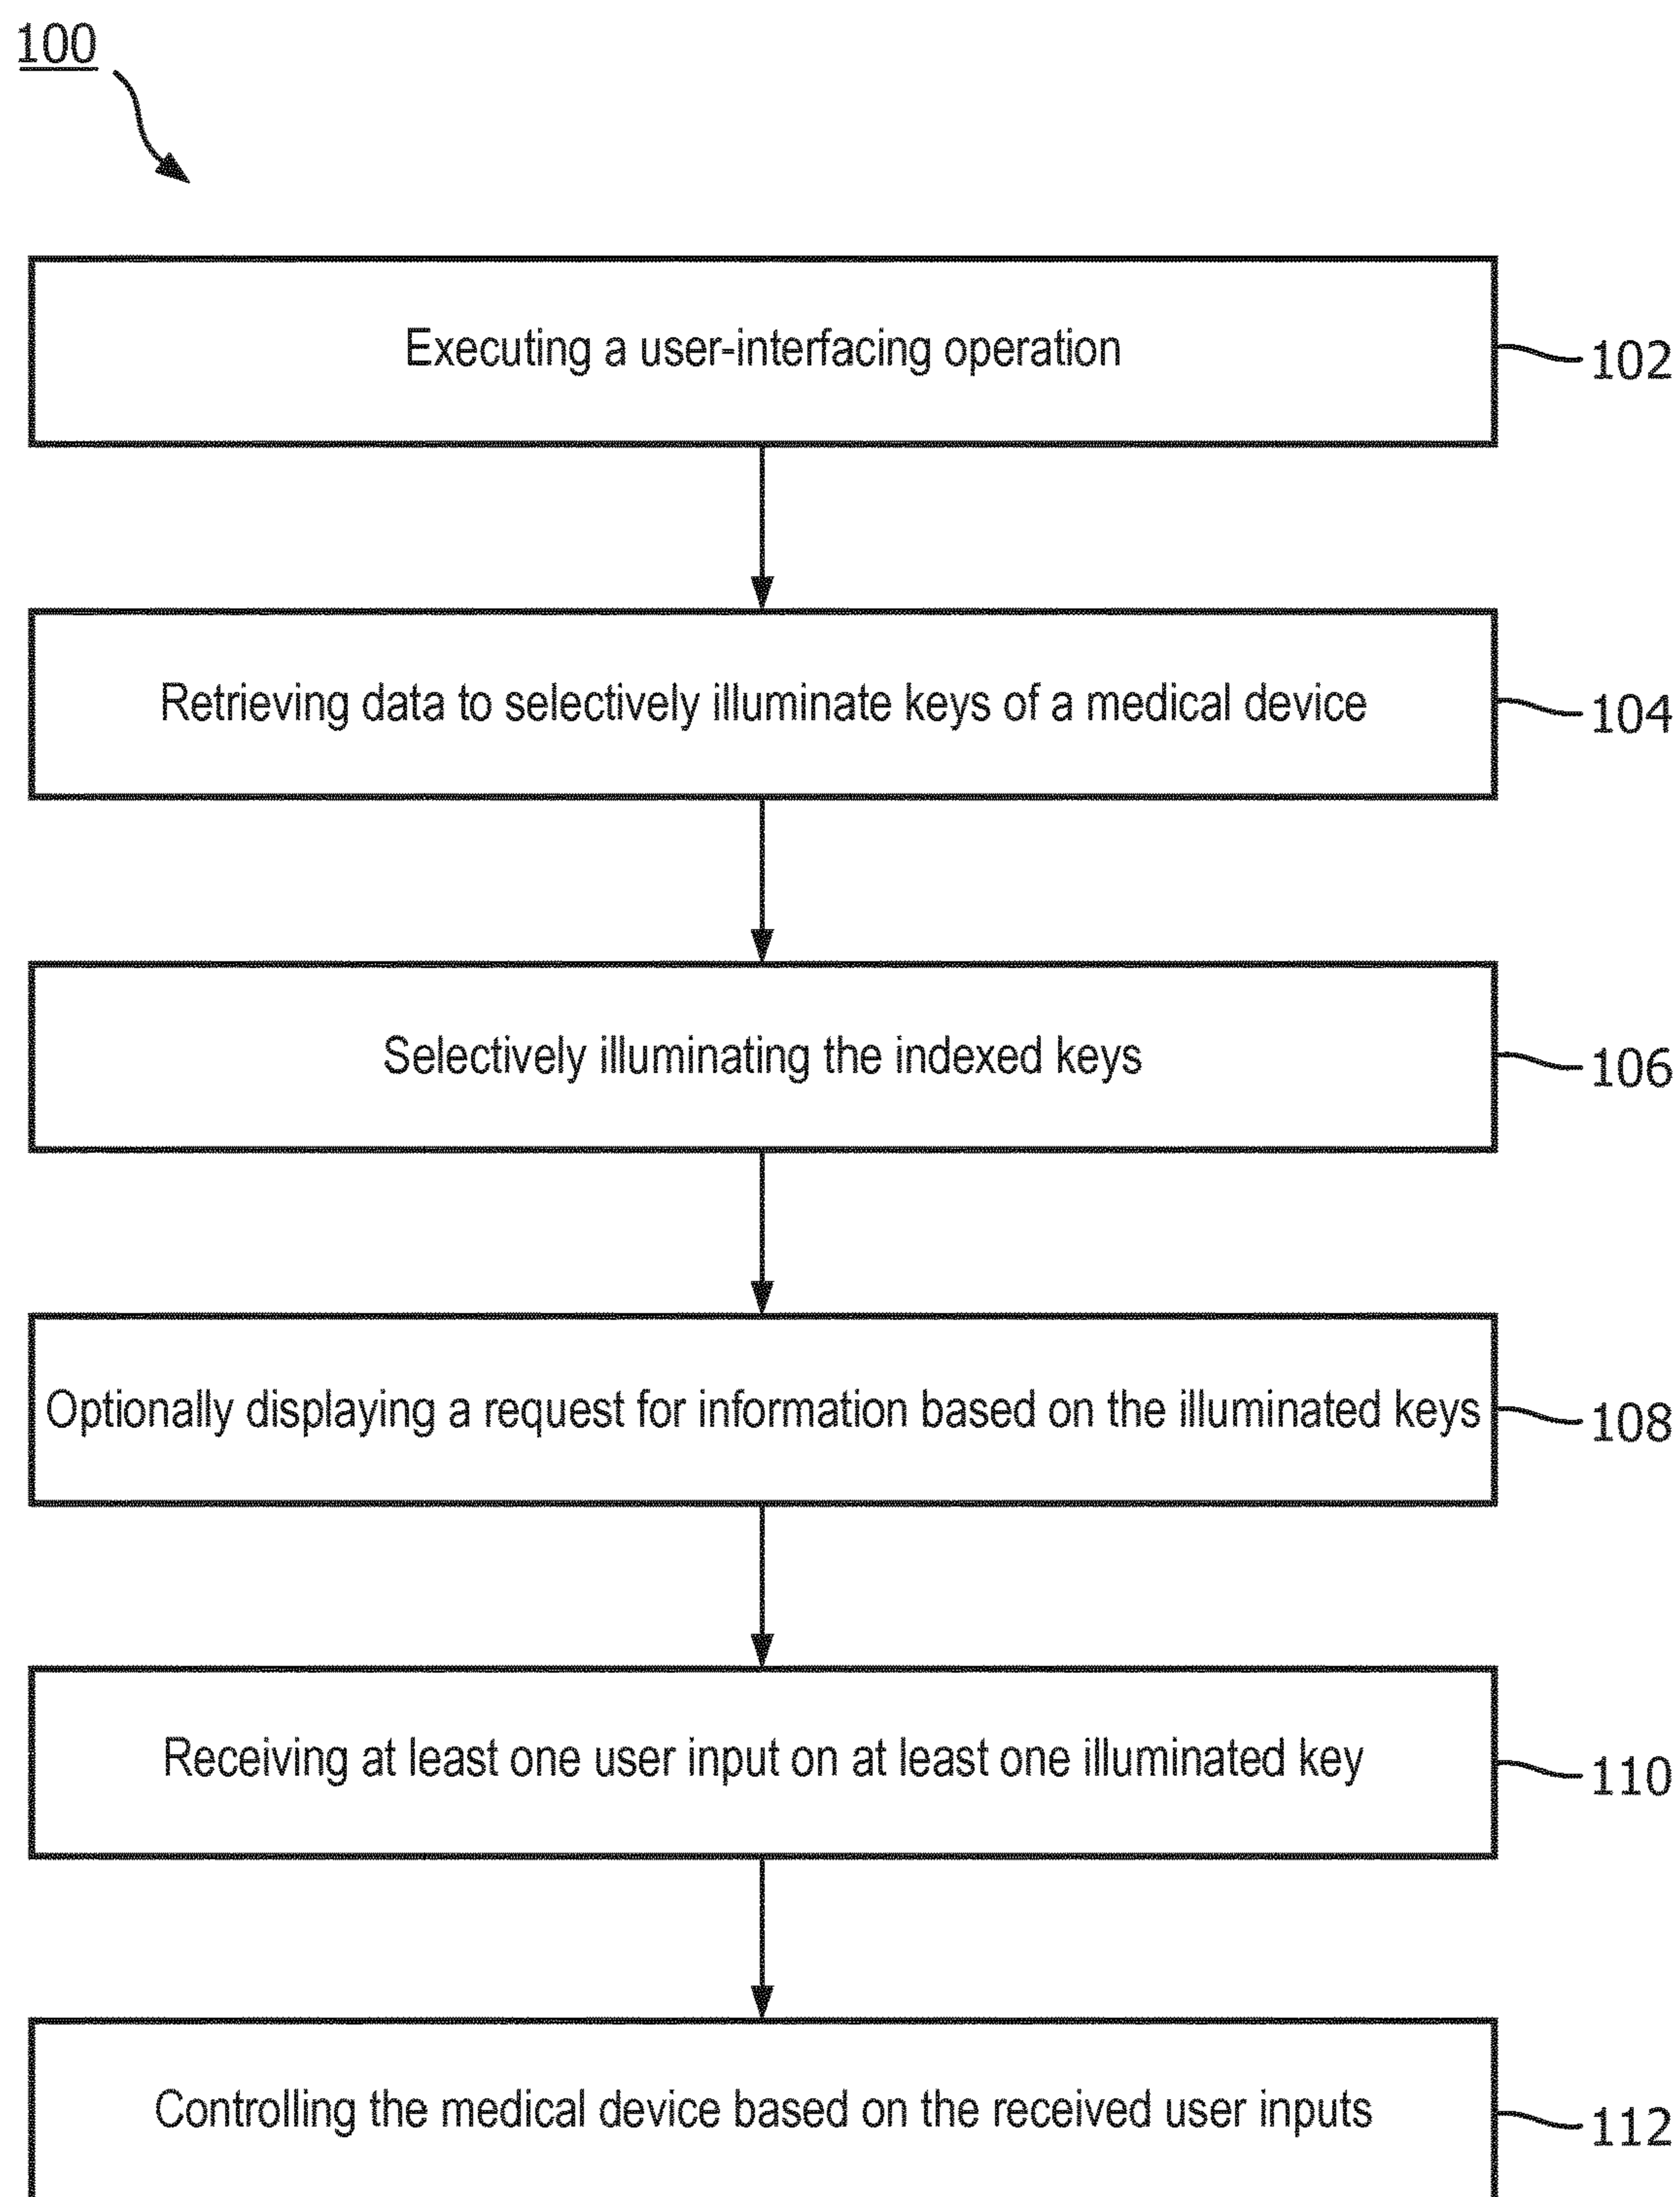 100
Executing a user-interfacing operation
102
Retrieving data to selectively illuminate keys of a medical device
104
Selectively illuminating the indexed keys
106
Optionally displaying a request for information based on the illuminated keys
108
Receiving at least one user input on at least one illuminated key
110
Controlling the medical device based on the received user inputs
112